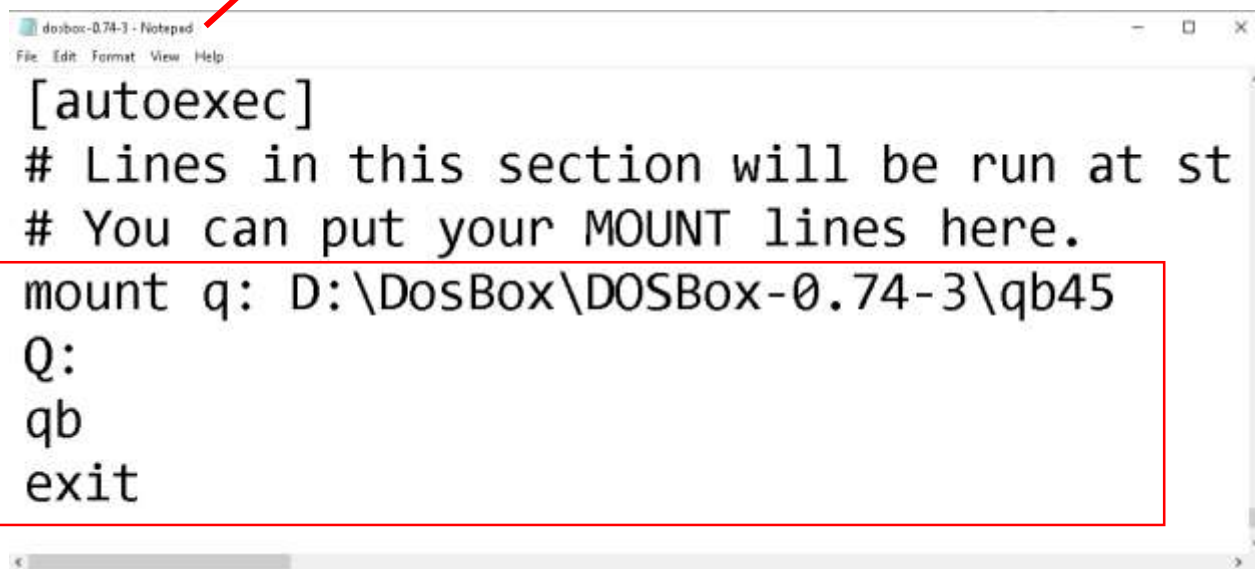 dosbox-0.74-3 - Notepad
File Edit Format View Help
[autoexec]
# Lines in this section will be run at st
# You can put your MOUNT lines here.
mount q: D:\DosBox\DOSBox-0.74-3\qb45
Q:
qb
exit